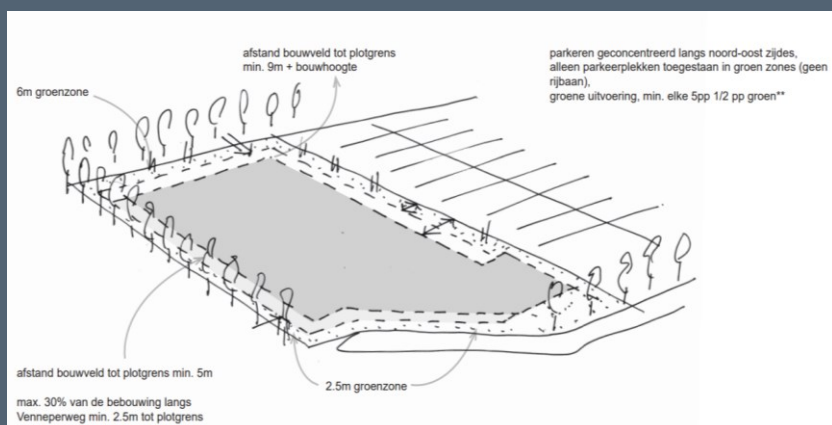 afstand bouwveld tot plotgrens
min. 9m + bouwhoogte
parkeren geconcentreerd langs noord-oost zijdes,
alleen parkeerplekken toegestaan in groen zones (geen
rijbaan),
groene uitvoering, min. elke 5pp 1/2 pp groen**
6m groenzone
afstand bouwveld tot plotgrens min. 5m
2.5m groenzone
max. 30% van de bebouwing langs
Venneperweg min. 2.5m tot plotgrens